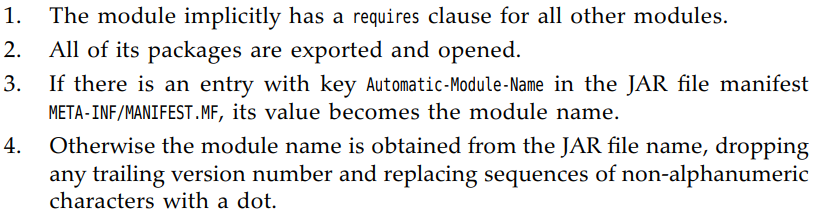 1. The module implicitly has a requires clause for all other modules.
2. All of its packages are exported and opened.
3. If there is an entry with key Automatic-Module-Name in the JAR file manifest
META-INF/MANIFEST.MF, its value becomes the module name.
4. Otherwise the module name is obtained from the JAR file name, dropping
any trailing version number and replacing sequences of non-alphanumeric
characters with a dot.